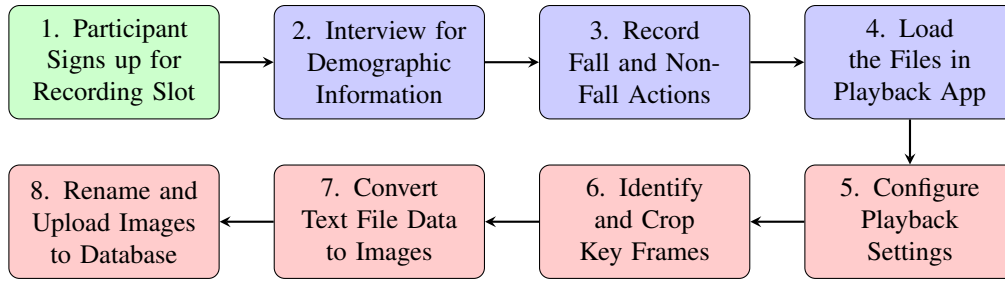 1. Participant
Signs up for
Recording Slot
2. Interview for
Demographic
Information
3. Record
Fall and Non-
Fall Actions
4. Load
the Files in
Playback App
5. Configure
Playback
Settings
6. Identify
and Crop
Key Frames
7. Convert
Text File Data
to Images
8. Rename and
Upload Images
to Database